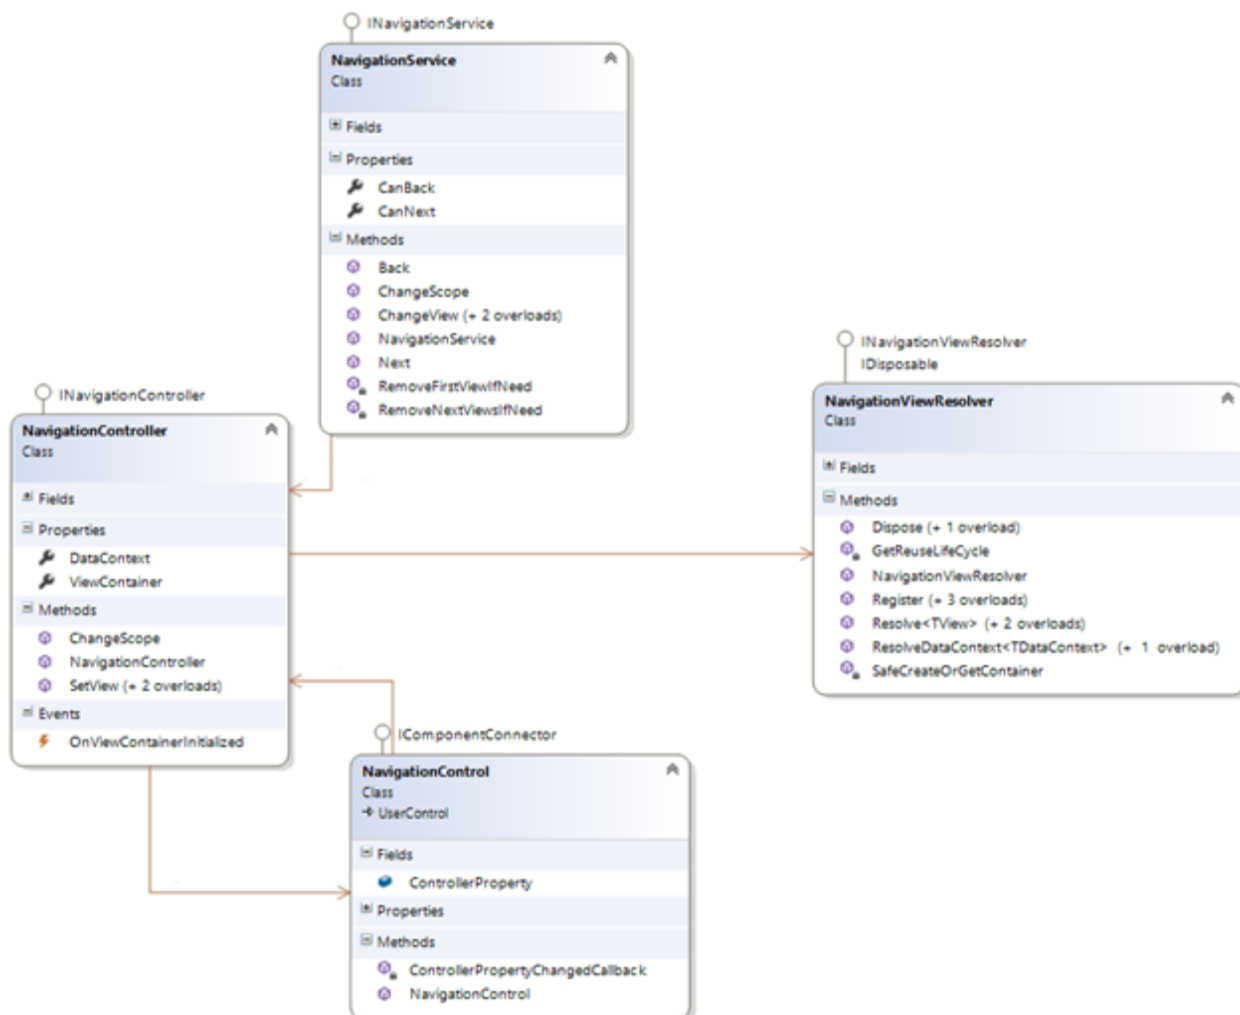 INavigationService
NavigationService
Class
Fields
Properties
CanBack
CanNext
Methods
Back
ChangeScope
ChangeView (+ 2 overloads)
NavigationService
Next
RemoveFirstViewIfNeed
RemoveNextViewsIfNeed
INavigationController
NavigationController
Class
Fields
Properties
DataContext
ViewContainer
Methods
ChangeScope
NavigationController
SetView (+ 2 overloads)
Events
OnViewContainerInitialized
INavigationViewResolver
IDisposable
NavigationViewResolver
Class
Fields
Methods
Dispose (+ 1 overload)
GetReuseLifeCycle
NavigationViewResolver
Register (+ 3 overloads)
Resolve<TView> (+ 2 overloads)
ResolveDataContext<TDataContext> (+ 1 overload)
SafeCreateOrGetContainer
IComponentConnector
NavigationControl
Class
UserControl
Fields
ControllerProperty
Properties
Methods
ControllerPropertyChangedCallback
NavigationControl